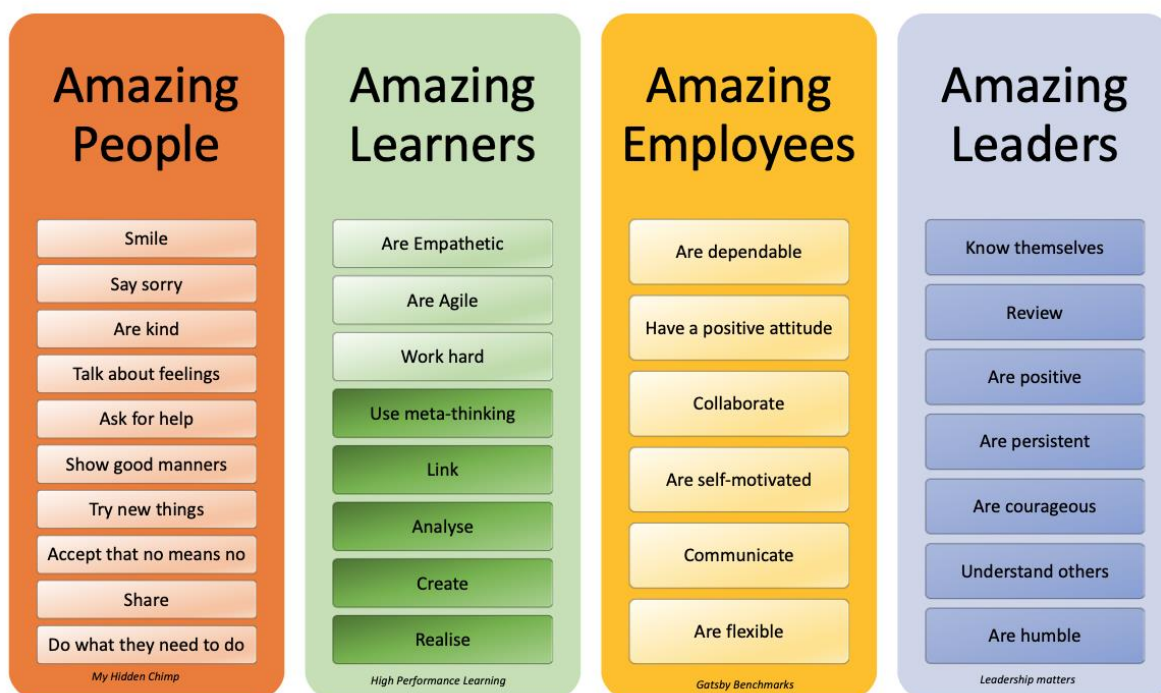 Amazing
People
Smile
Say sorry
Are kind
Talk about feelings
Ask for help
Show good manners
Try new things
Accept that no means no
Share
Do what they need to do
My Hidden Chimp
Amazing
Learners
Are Empathetic
Are Agile
Work hard
Use meta-thinking
Link
Analyse
Create
Realise
High Performance Learning
Amazing
Employees
Are dependable
Have a positive attitude
Collaborate
Are self-motivated
Communicate
Are flexible
Gatsby Benchmarks
Amazing
Leaders
Know themselves
Review
Are positive
Are persistent
Are courageous
Understand others
Are humble
Leadership matters